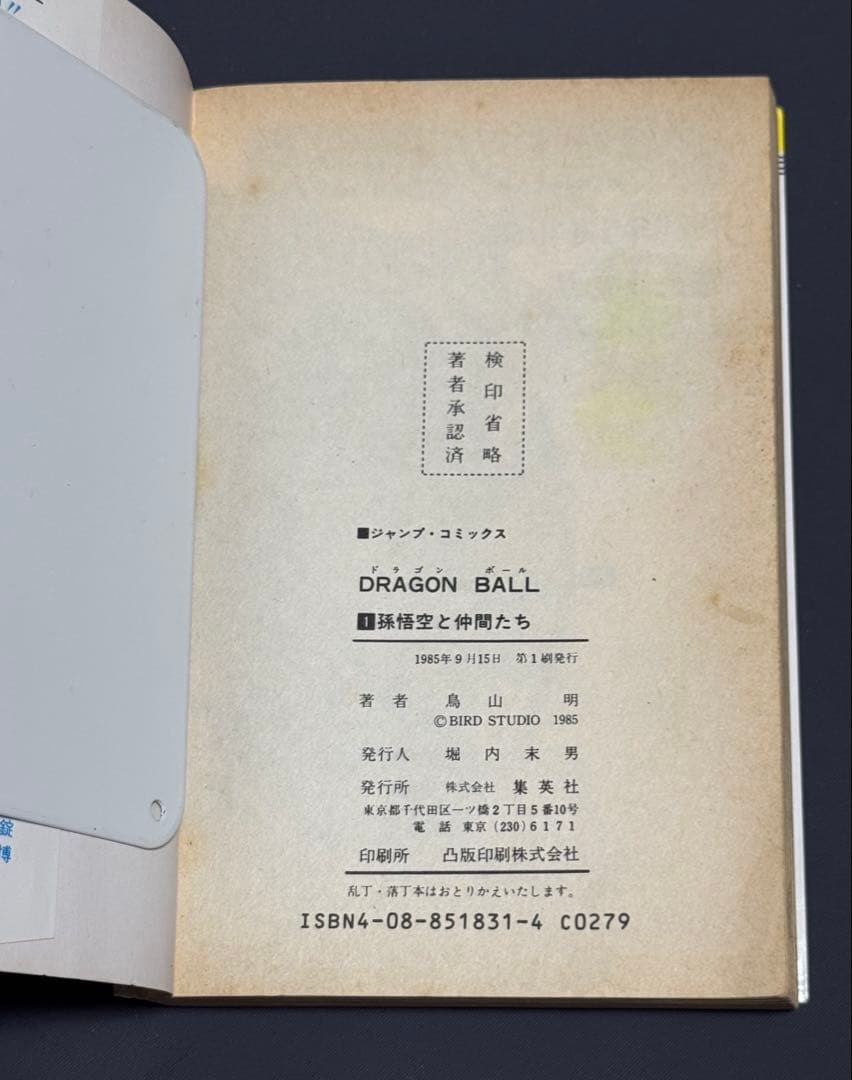 検印省略
著者承認済
■ジャンプ・コミックス
ドラゴン ボール
DRAGON BALL
1孫悟空と仲間たち
1985年9月15日 第1刷発行
著者 鳥山 明
©BIRD STUDIO 1985
発行人 堀内末男
発行所 株式会社 集英社
東京都千代田区一ツ橋2丁目5番10号
電話 東京(230)6171
印刷所 凸版印刷株式会社
乱丁・落丁本はおとりかえいたします。
ISBN4-08-851831-4 C0279
錠
博